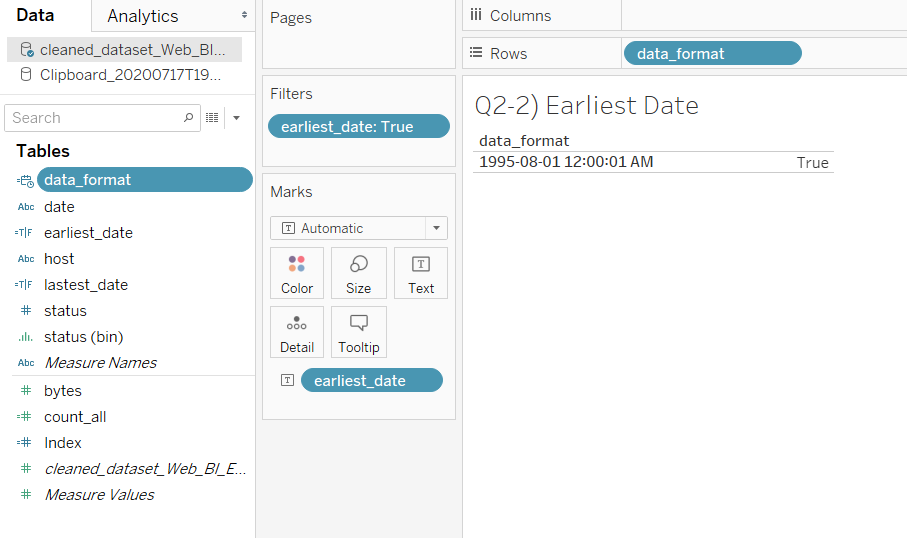 Data
Analytics
cleaned_dataset_Web_BI...
Clipboard_20200717T19...
Search
Tables
data_format
Abc date
=T|F earliest_date
Abc host
=T|F lastest_date
# status
status (bin)
Abc Measure Names
# bytes
=# count_all
=# Index
# cleaned_dataset_Web_BI_E...
# Measure Values
Pages
Filters
earliest_date: True
Marks
T Automatic
Color Size T Text
Detail Tooltip
T earliest_date
Columns
Rows data_format
Q2-2) Earliest Date
data_format
1995-08-01 12:00:01 AM True